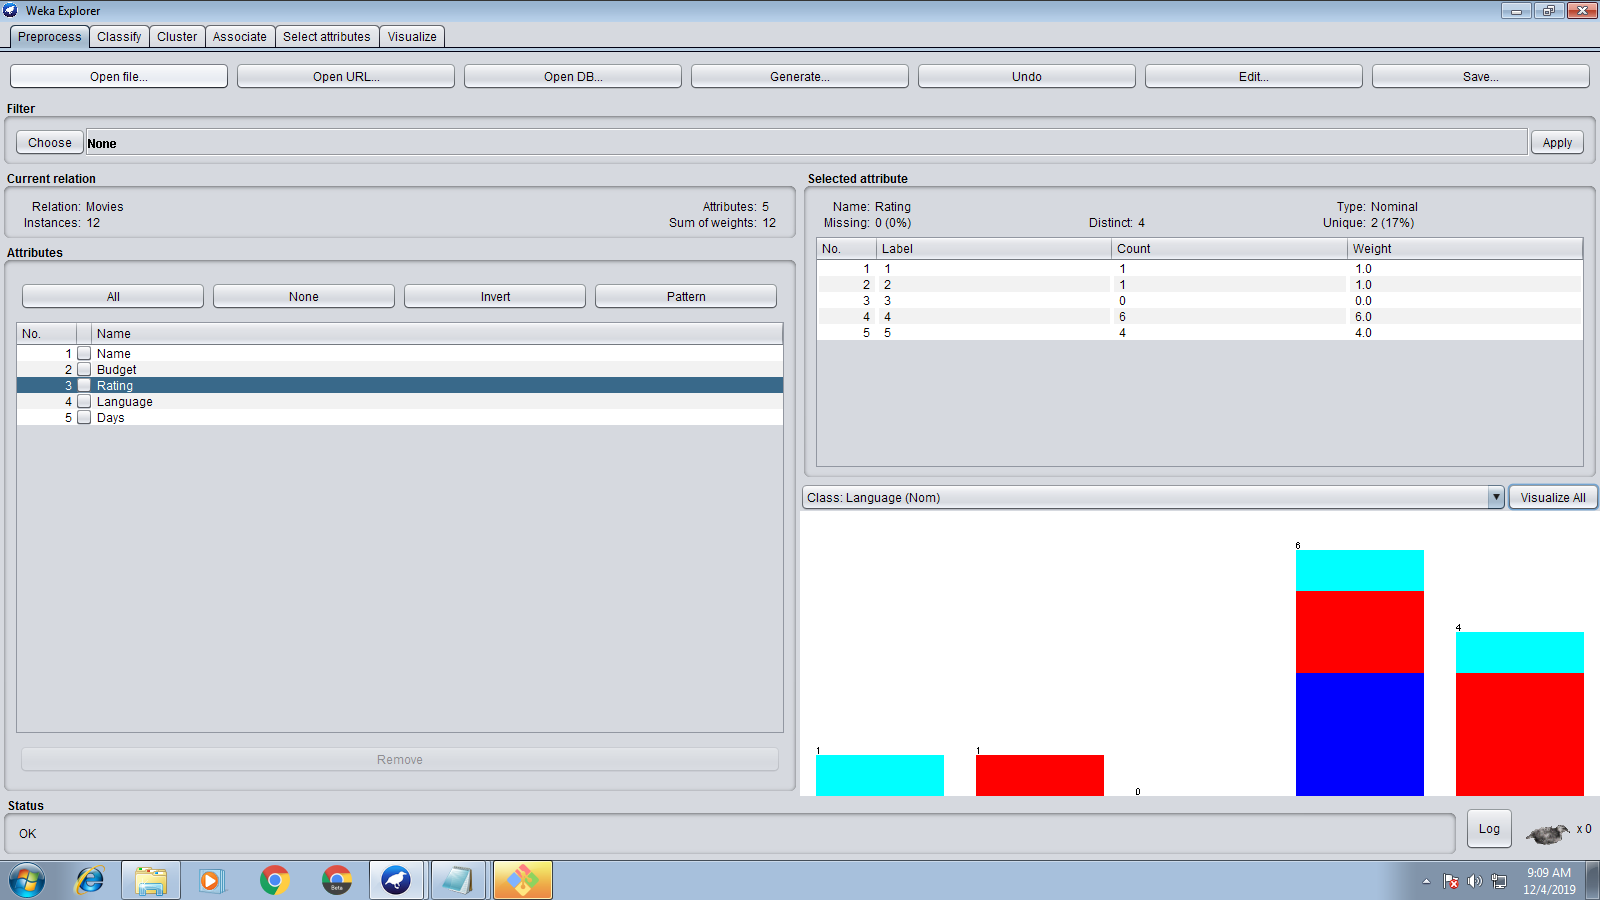 Weka Explorer
Preprocess Classify Cluster Associate Select attributes Visualize
Open file... Open URL... Open DB... Generate... Undo Edit... Save...
Filter
Choose None Apply
Current relation
Relation: Movies Attributes: 5
Instances: 12 Sum of weights: 12
Attributes
All None Invert Pattern
No. Name
1 Name
2 Budget
3 Rating
4 Language
5 Days
Remove
Selected attribute
Name: Rating Type: Nominal
Missing: 0 (0%) Distinct: 4 Unique: 2 (17%)
No. Label Count Weight
1 1 1 1.0
2 2 1 1.0
3 3 0 0.0
4 4 6 6.0
5 5 4 4.0
Class: Language (Nom) Visualize All
6
4
1 1
0
Status
OK
Log x 0
Beta
9:09 AM
12/4/2019